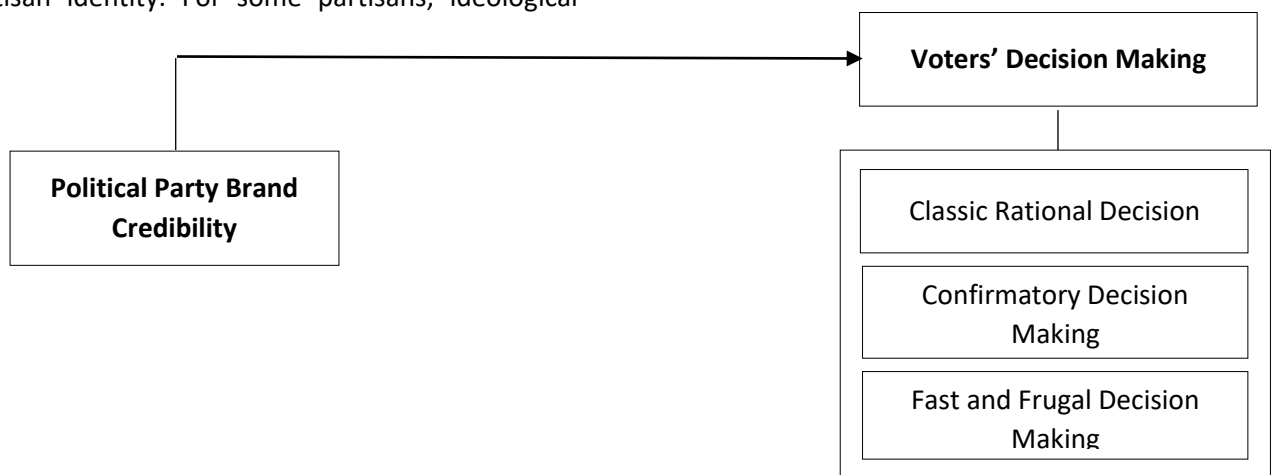 identity. For some partisans, ideological
Voters’ Decision Making
Political Party Brand
Credibility
Classic Rational Decision
Confirmatory Decision
Making
Fast and Frugal Decision
Making